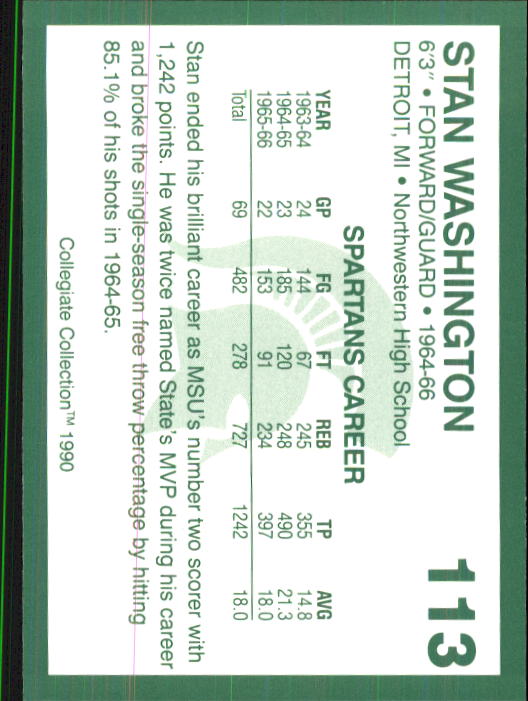 STAN WASHINGTON 113
6'3" • FORWARD/GUARD • 1964-66
DETROIT, MI • Northwestern High School
SPARTANS CAREER
YEAR GP FG FT REB TP AVG
1963-64 24 144 67 245 355 14.8
1964-65 23 185 120 248 490 21.3
1965-66 22 153 91 234 397 18.0
Total 69 482 278 727 1242 18.0
Stan ended his brilliant career as MSU's number two scorer with
1,242 points. He was twice named State's MVP during his career
and broke the single-season free throw percentage by hitting
85.1% of his shots in 1964-65.
Collegiate Collection™ 1990